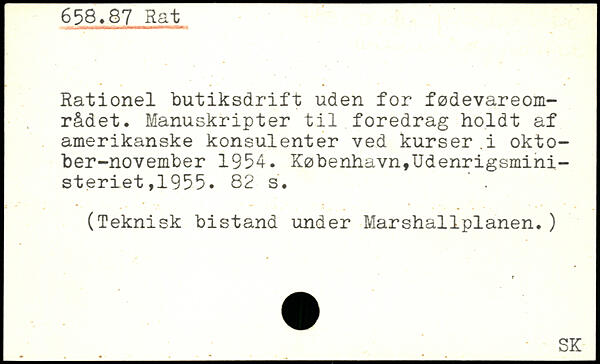 658.87 Rat
Rationel butiksdrift uden for fødevareom-
rådet. Manuskripter til foredrag holdt af
amerikanske konsulenter ved kurser i okto-
ber-november 1954. København,Udenrigsmini-
steriet,1955. 82 s.
(Teknisk bistand under Marshallplanen.)
SK